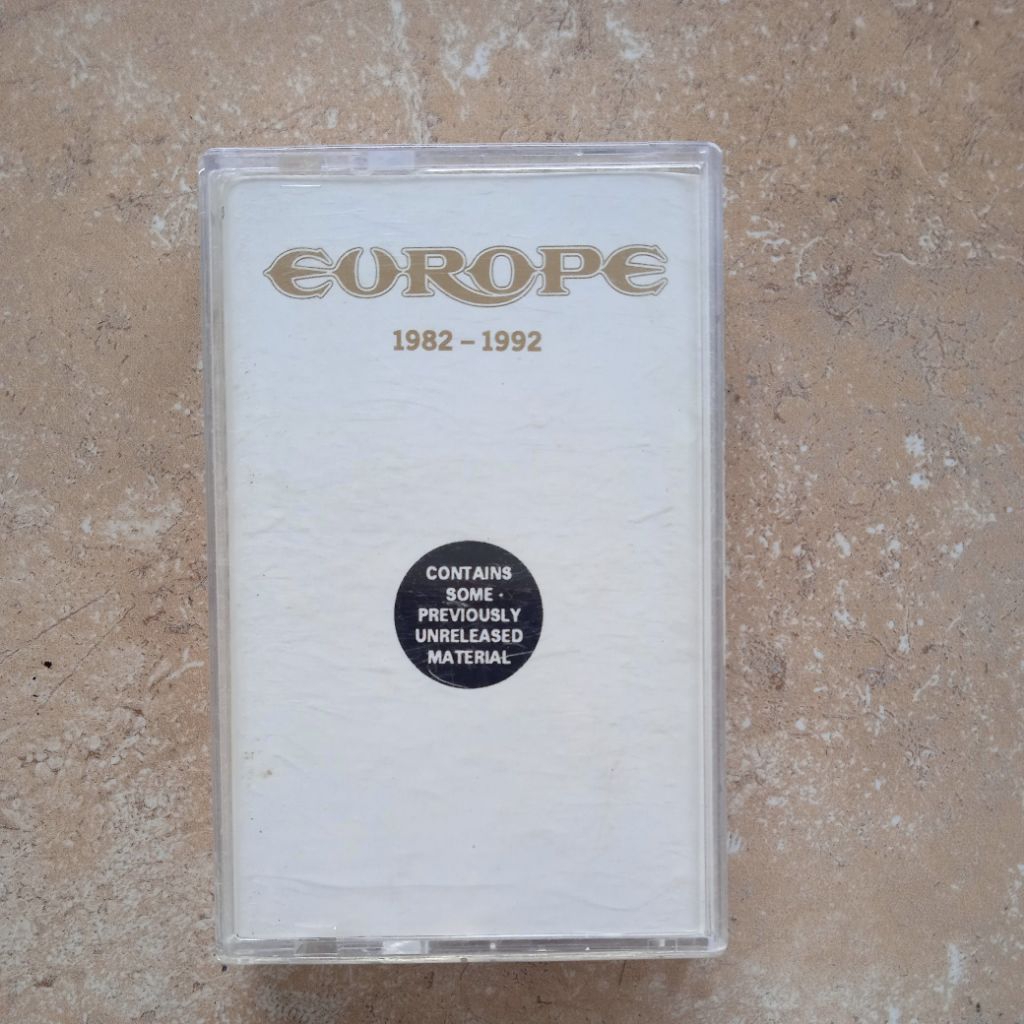 EUROPE
1982 – 1992
CONTAINS
SOME
PREVIOUSLY
UNRELEASED
MATERIAL